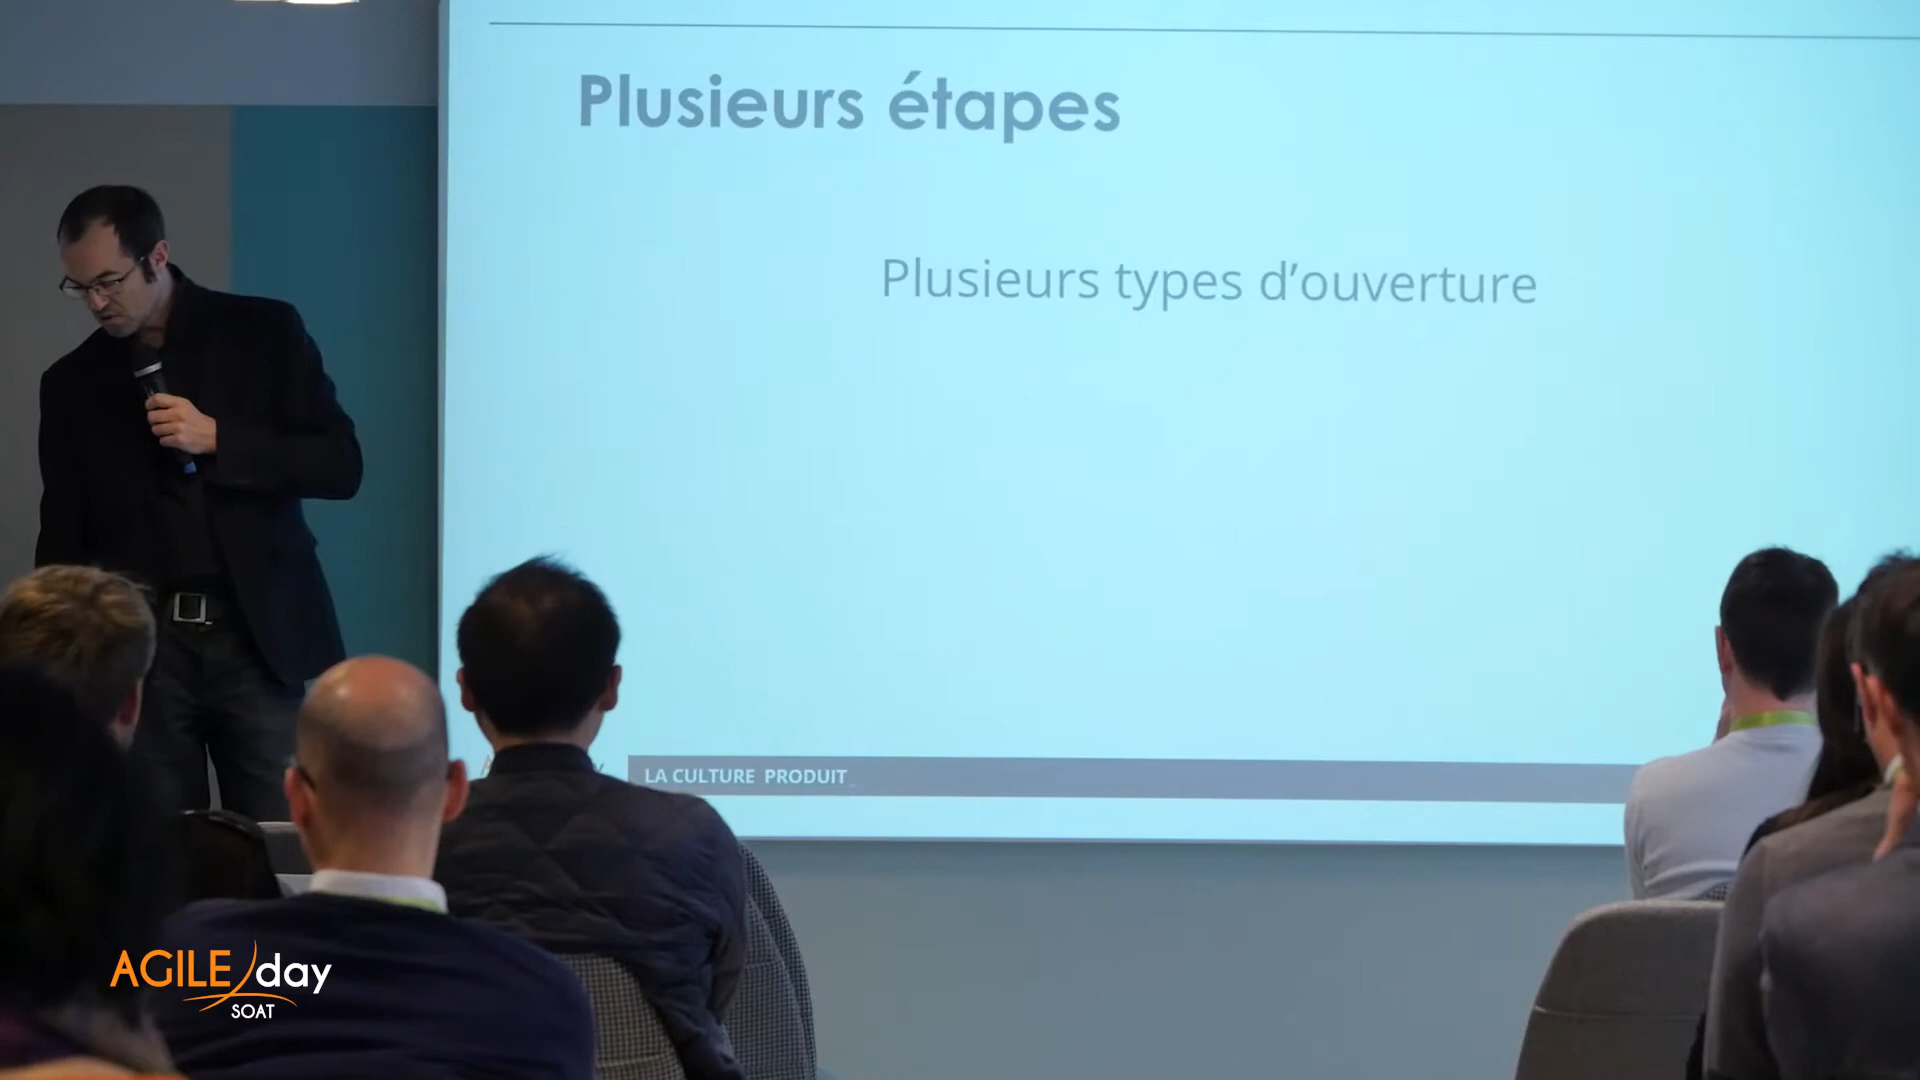 Plusieurs étapes
Plusieurs types d’ouverture
LA CULTURE PRODUIT
AGILE day
SOAT